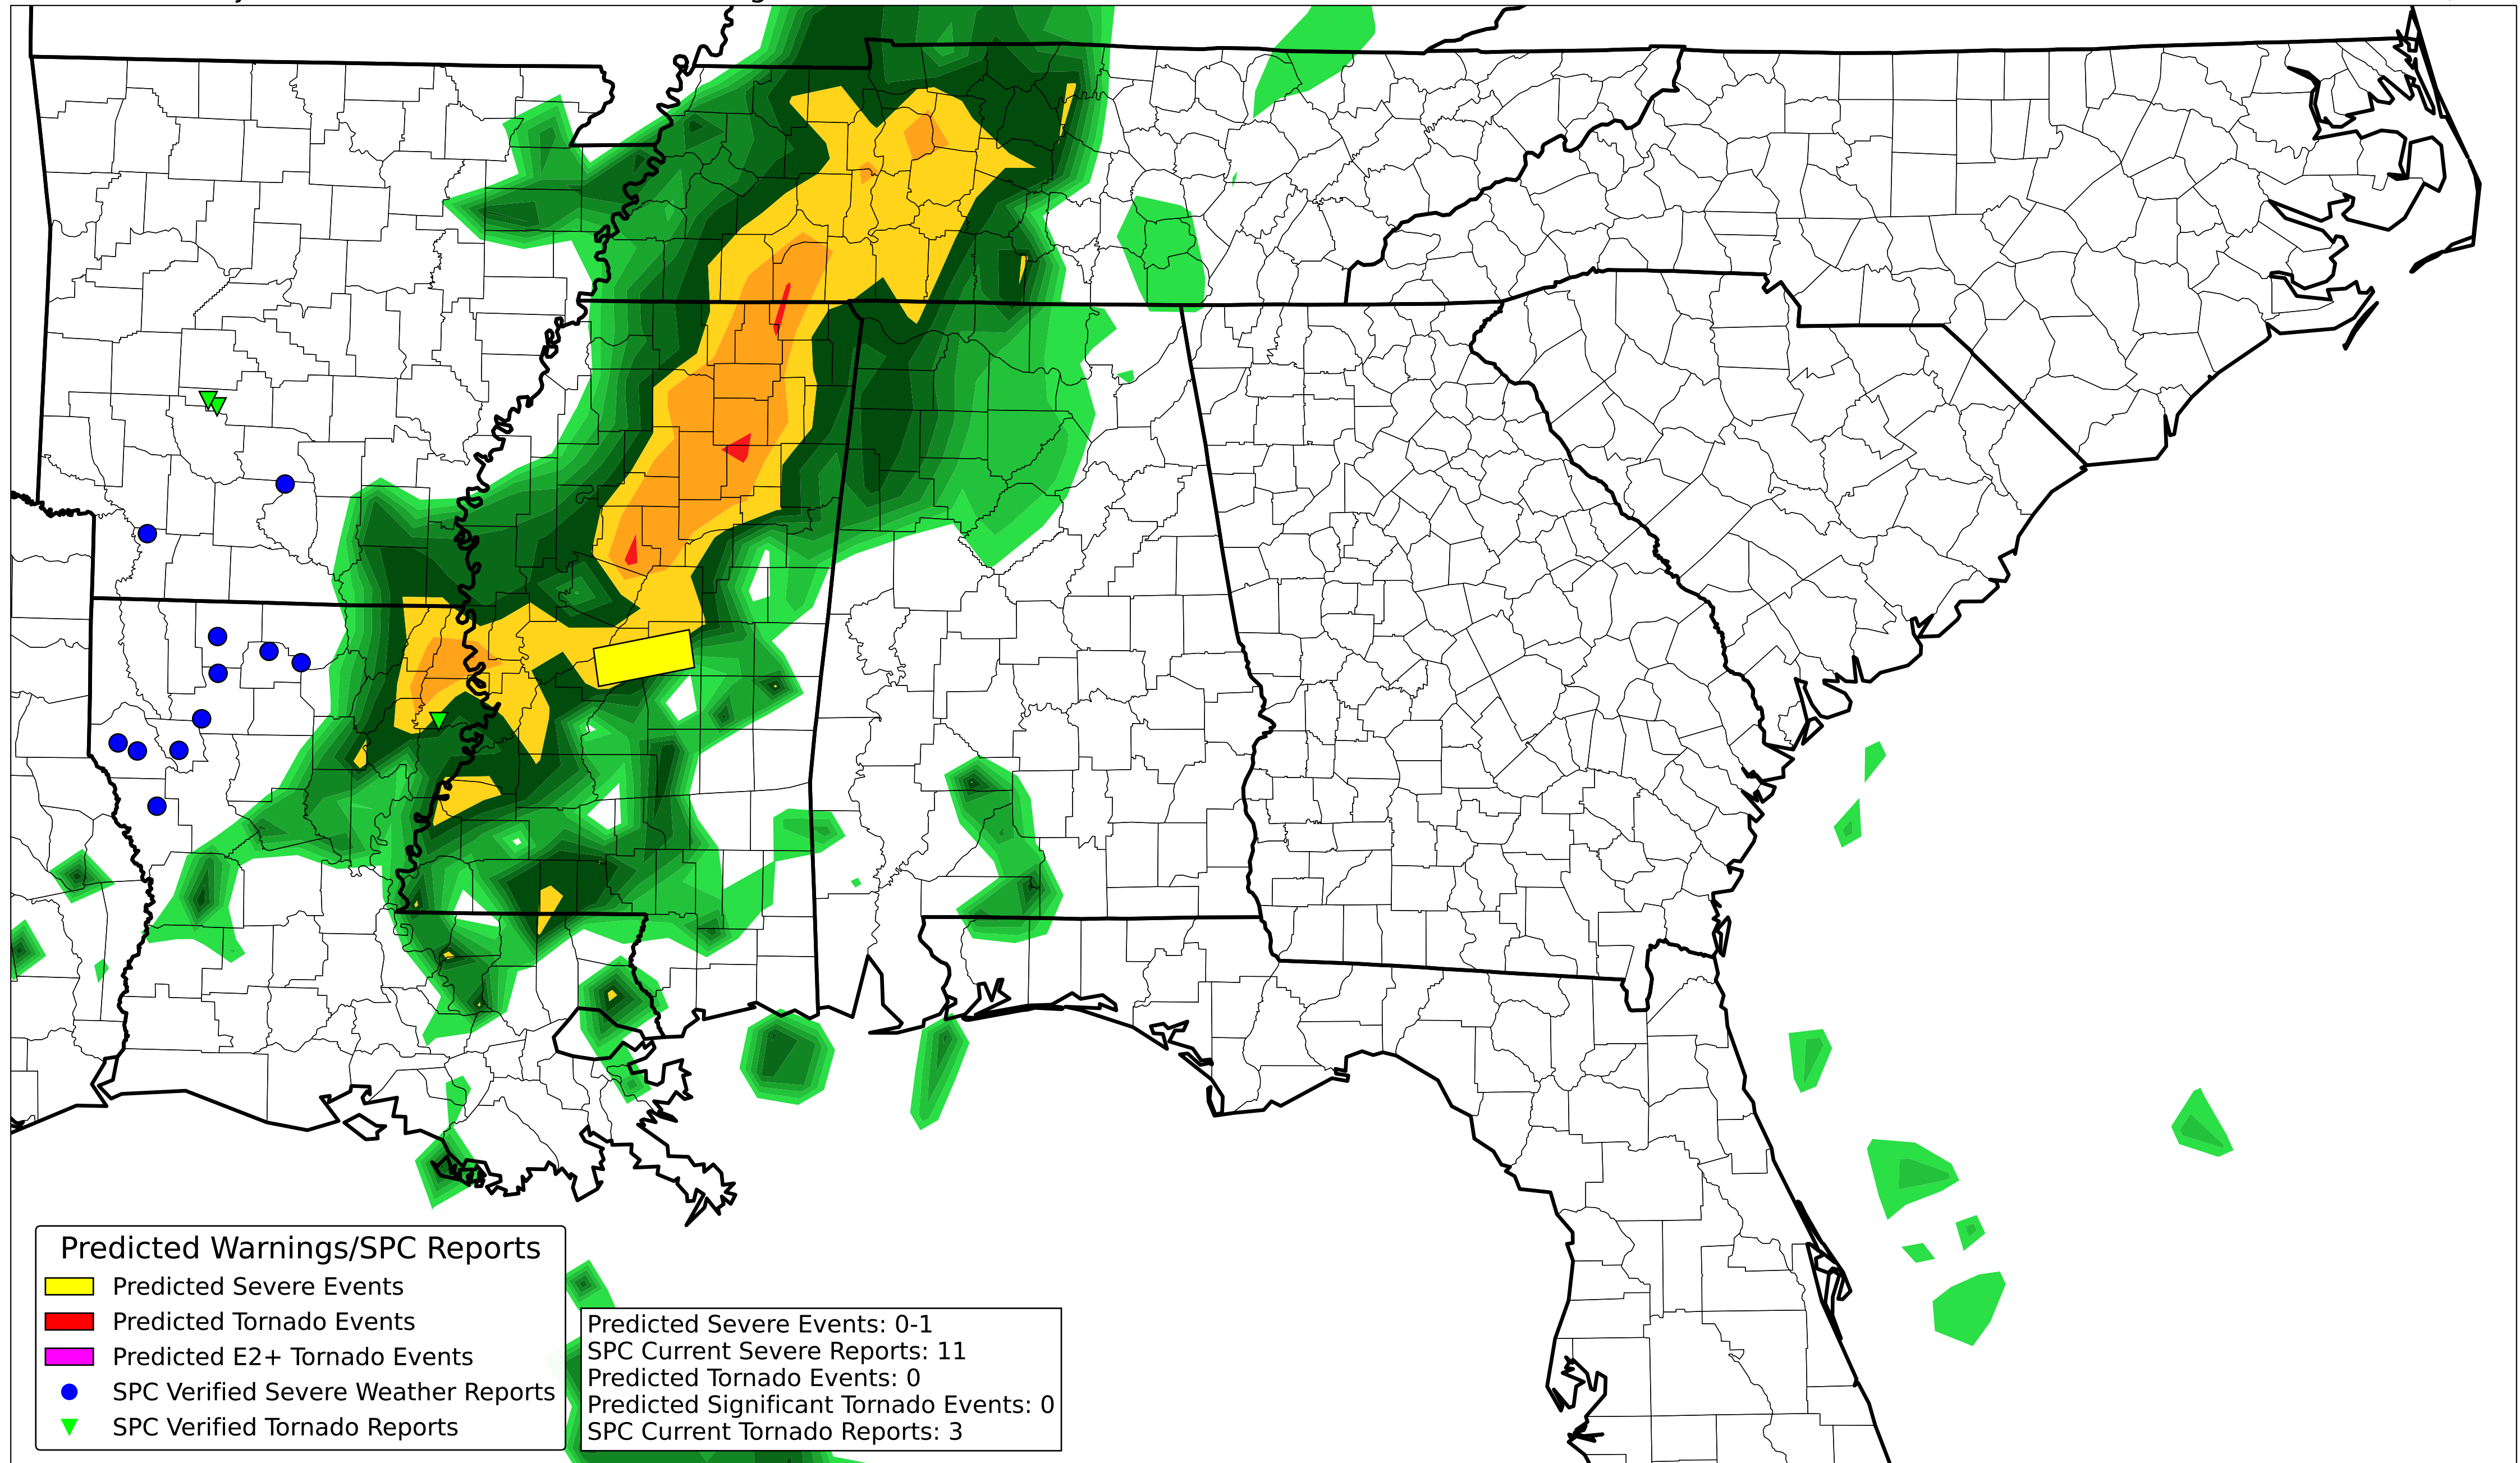 Predicted Warnings/SPC Reports
Predicted Severe Events
Predicted Tornado Events
Predicted E2+ Tornado Events
SPC Verified Severe Weather Reports
SPC Verified Tornado Reports
Predicted Severe Events: 0-1
SPC Current Severe Reports: 11
Predicted Tornado Events: 0
Predicted Significant Tornado Events: 0
SPC Current Tornado Reports: 3